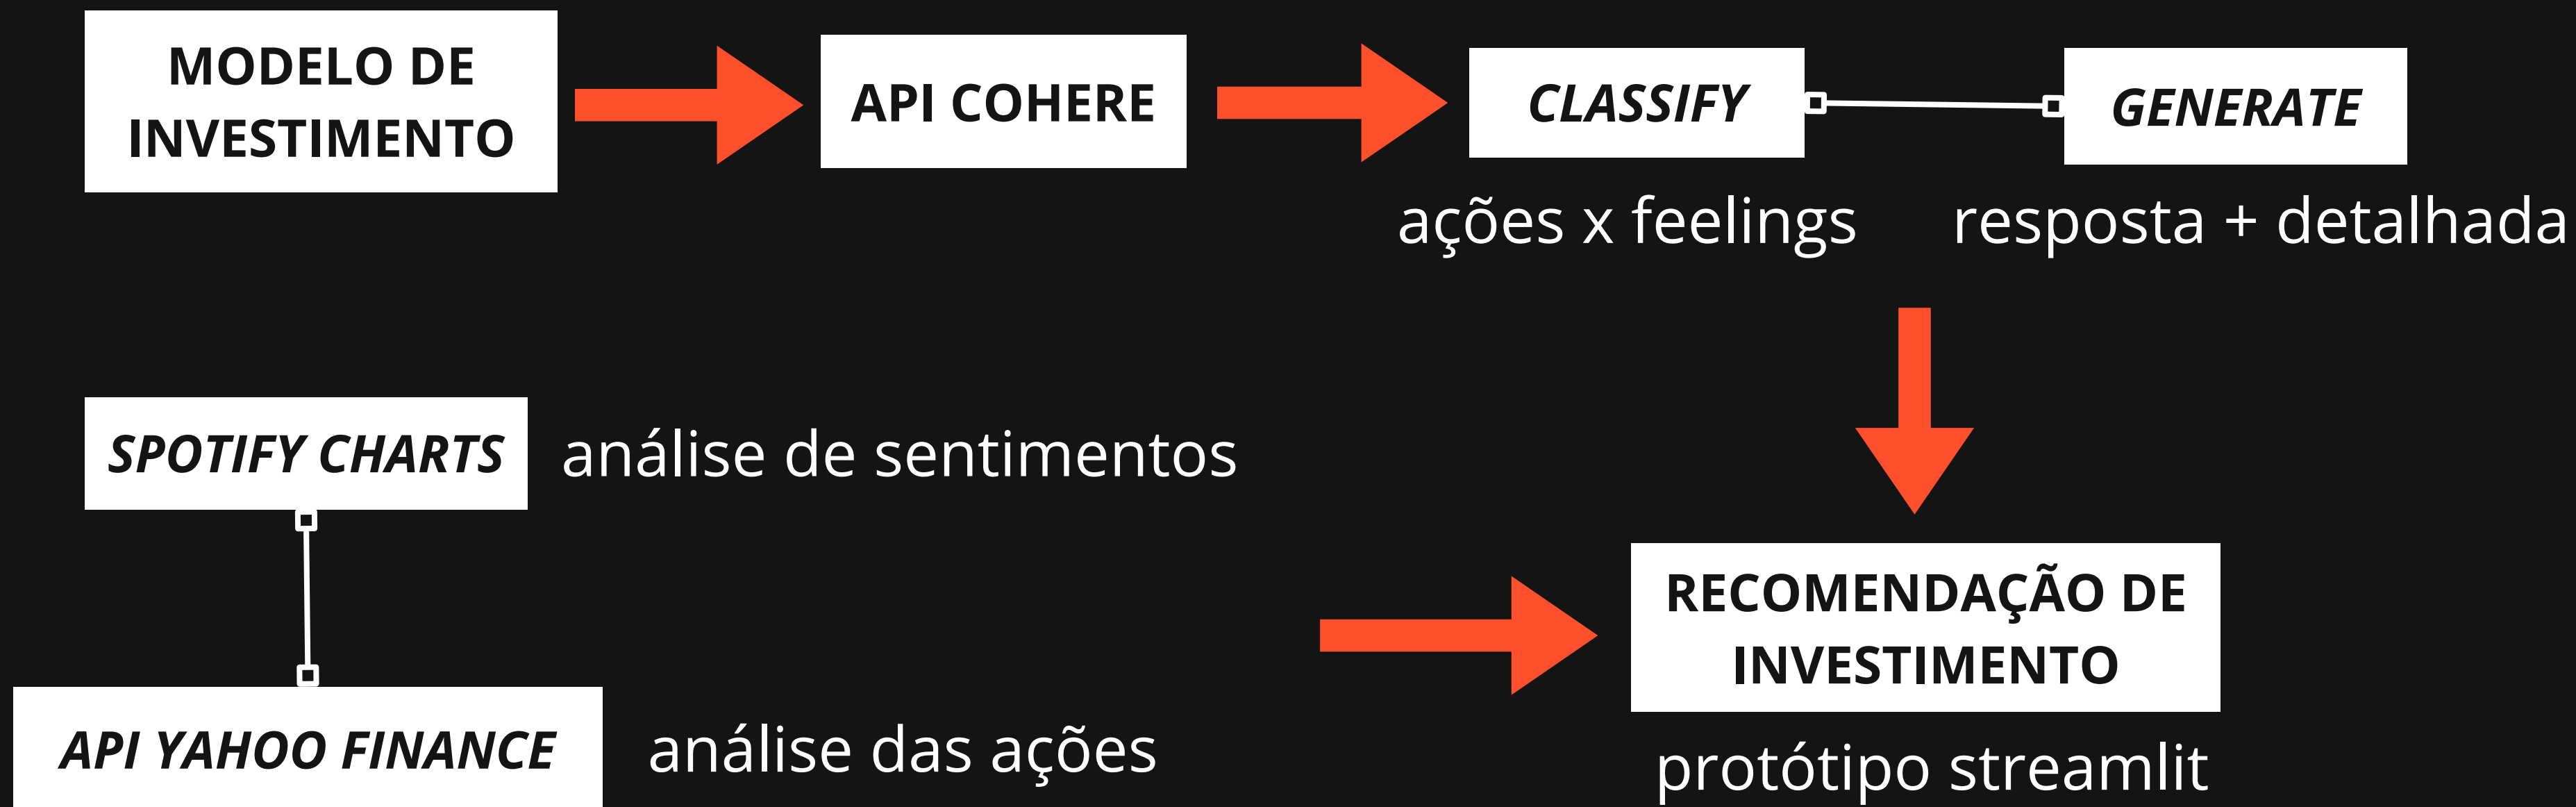 MODELO DE
INVESTIMENTO
API COHERE
CLASSIFY
GENERATE
ações x feelings
resposta + detalhada
SPOTIFY CHARTS
análise de sentimentos
RECOMENDAÇÃO DE
INVESTIMENTO
API YAHOO FINANCE
análise das ações
protótipo streamlit